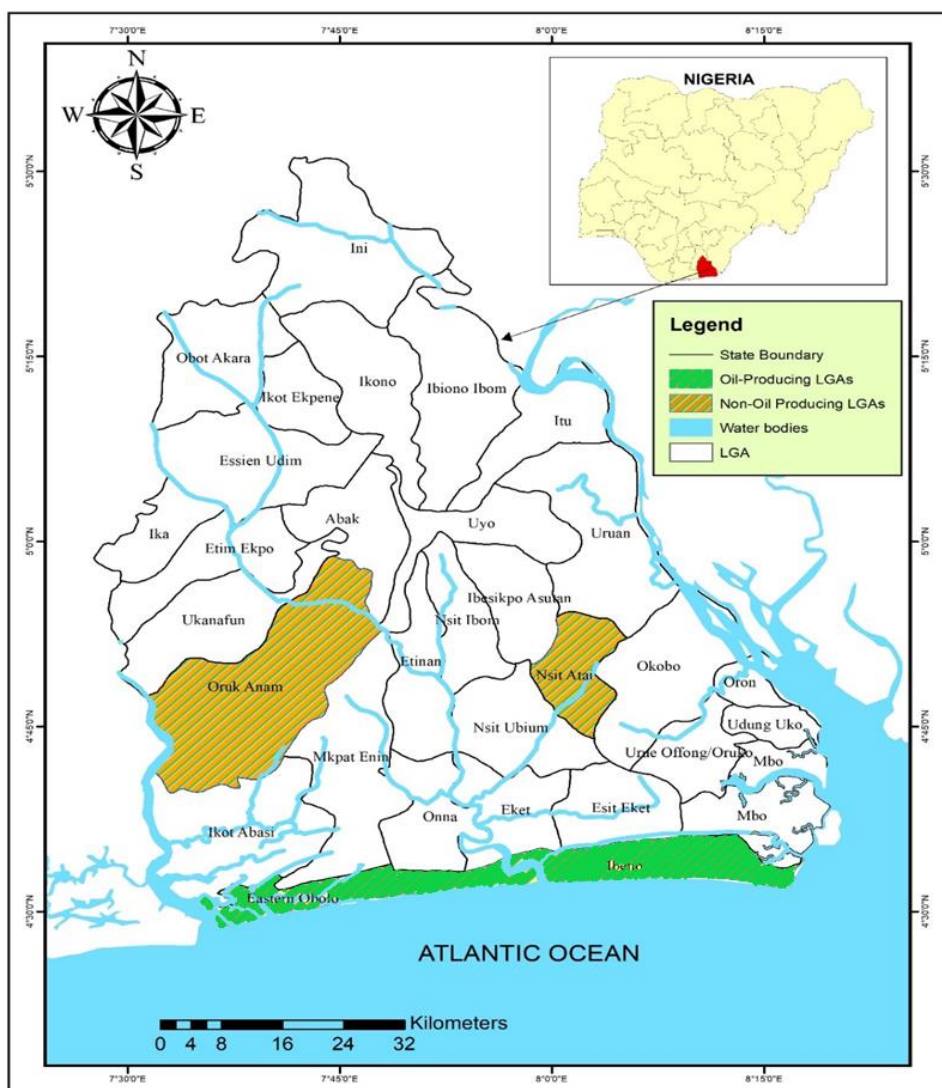 7°30'0"E 7°45'0"E 8°0'0"E 8°15'0"E
N
W E
S
NIGERIA
5°30'0"N 5°30'0"N
Ini
Legend
State Boundary
Oil-Producing LGAs
Non-Oil Producing LGAs
Water bodies
LGA
5°15'0"N 5°15'0"N
Obot Akara
Ikot Ekpene
Ikono
Ibiono Ibom
Itu
Essien Udim
Abak
Uyo
Uruan
5°0'0"N 5°0'0"N
Ika
Etim Ekpo
Ibesikpo Asutan
Ukanafun
Nsit Ibom
Etinan
Oruk Anam
Nsit Atai
Okobo
Oron
4°45'0"N 4°45'0"N
Udung Uko
Nsit Ubium
Mkpat Enin
Mbo
Ikot Abasi
Onna
Eket
Esit Eket
Mbo
Ibeno
Eastern Obolo
4°30'0"N 4°30'0"N
ATLANTIC OCEAN
Kilometers
0 4 8 16 24 32
7°30'0"E 7°45'0"E 8°0'0"E 8°15'0"E